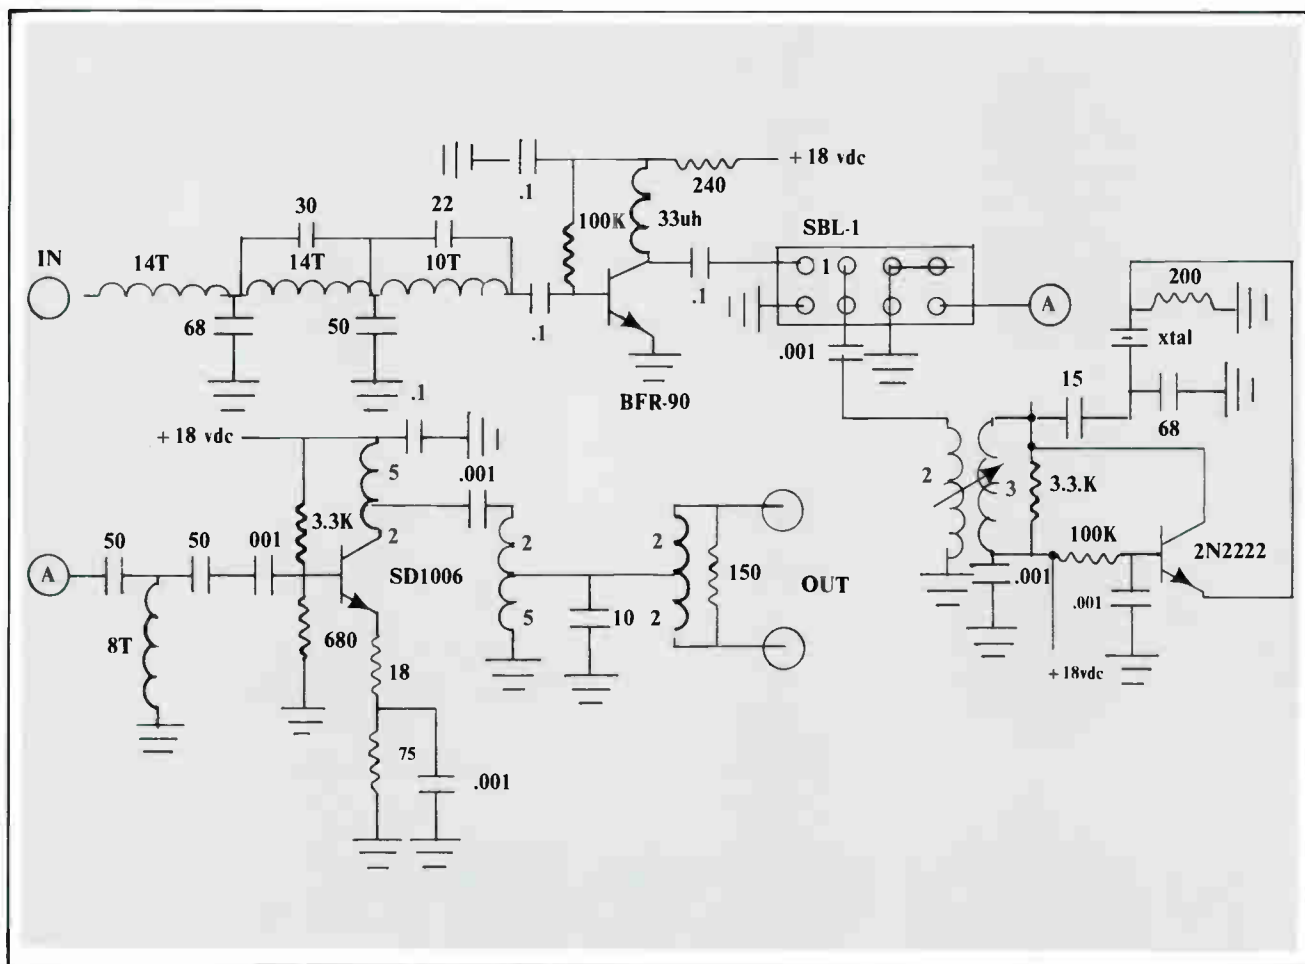 + 18 vdc
.1
240
30
22
100K
33uh
SBL-1
IN
14T
14T
10T
1
200
68
50
.1
.1
A
xtal
.001
15
BFR-90
68
.1
+ 18 vdc
5
.001
2
3
3.3.K
3.3K
2
2
2
100K
2N2222
50
50
001
A
SD1006
150
OUT
.001
.001
5
10
2
8T
680
18
+ 18vdc
75
.001